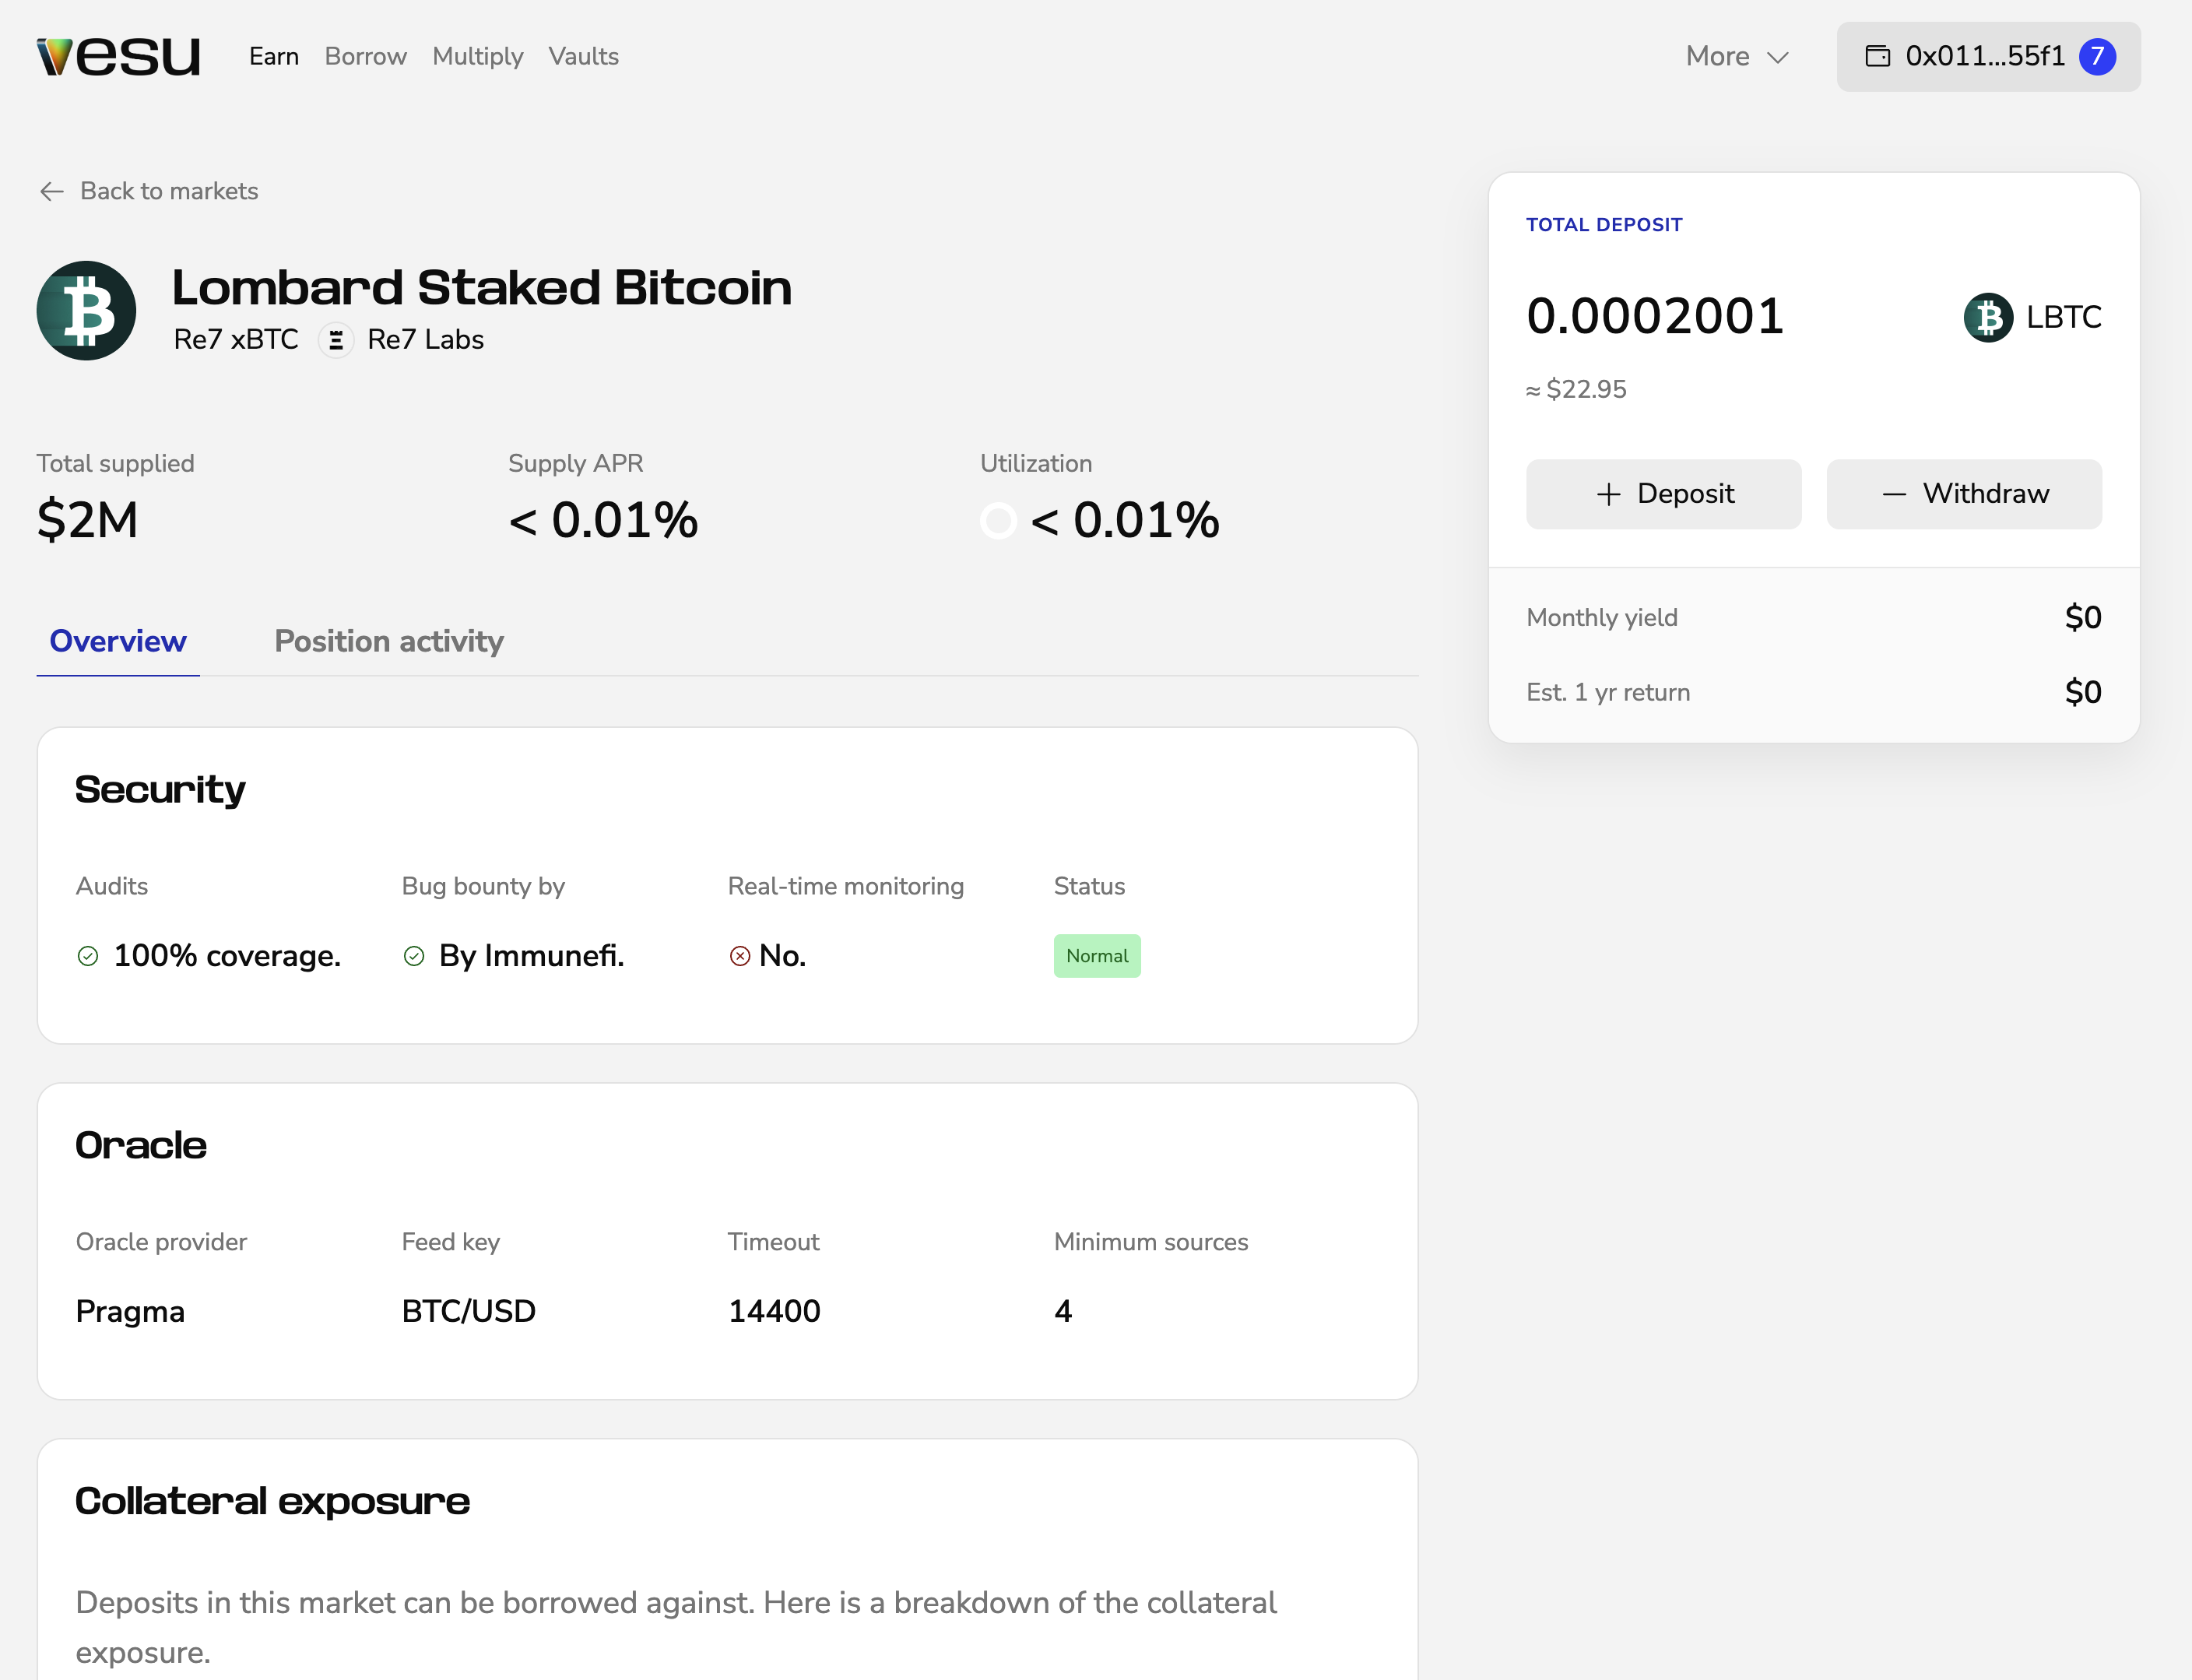 vesu
Earn Borrow Multiply Vaults
More
0x011...55f1 7
Back to markets
Lombard Staked Bitcoin
Re7 xBTC Re7 Labs
Total supplied
$2M
Supply APR
< 0.01%
Utilization
< 0.01%
Overview
Position activity
Security
Audits
100% coverage.
Bug bounty by
By Immunefi.
Real-time monitoring
No.
Status
Normal
Oracle
Oracle provider
Pragma
Feed key
BTC/USD
Timeout
14400
Minimum sources
4
Collateral exposure
Deposits in this market can be borrowed against. Here is a breakdown of the collateral
exposure.
TOTAL DEPOSIT
0.0002001
LBTC
≈ $22.95
Deposit
Withdraw
Monthly yield
$0
Est. 1 yr return
$0